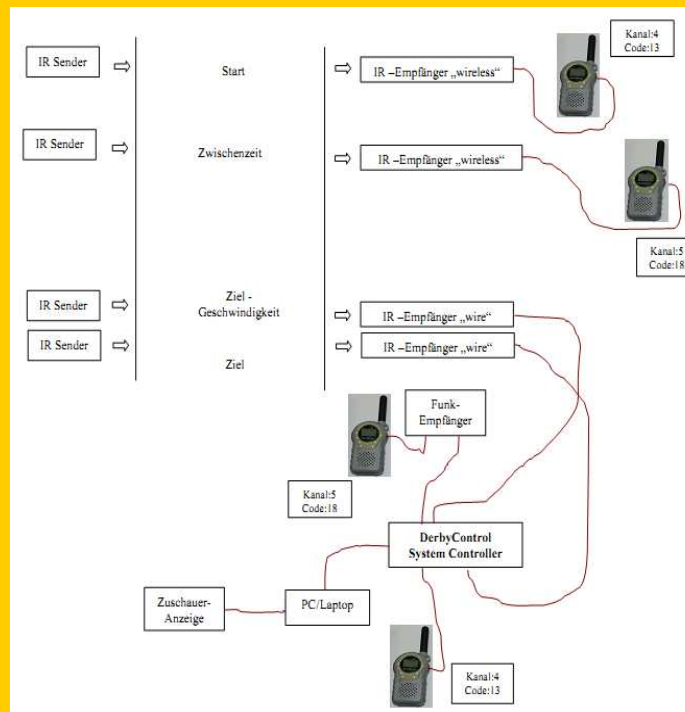 Kanal:4
Code:13
IR Sender
Start
IR –Empfänger „wireless“
IR Sender
Zwischenzeit
IR –Empfänger „wireless“
Kanal:5
Code:18
IR Sender
Ziel -
Geschwindigkeit
IR –Empfänger „wire“
IR Sender
Ziel
IR –Empfänger „wire“
Funk-
Empfänger
Kanal:5
Code:18
DerbyControl
System Controller
Zuschauer-
Anzeige
PC/Laptop
Kanal:4
Code:13